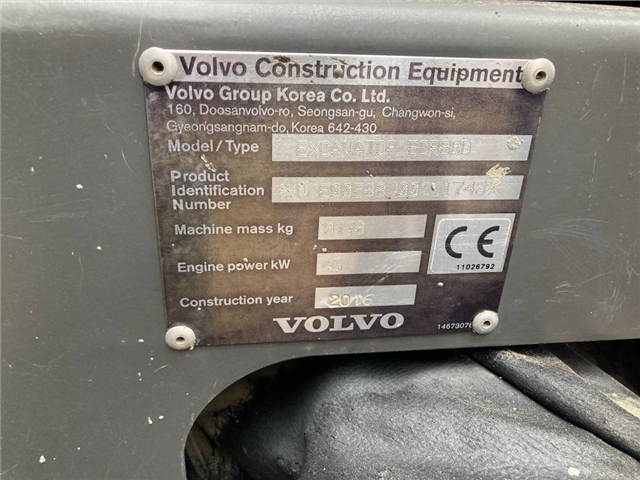 Volvo Construction Equipment
Volvo Group Korea Co. Ltd.
160, Doosanvolvo-ro, Seongsan-gu, Changwon-si,
Gyeongsangnam-do, Korea 642-430
Model/Type EXCAVATOR
Product
Identification
Number
Machine mass kg
CE
11026792
Engine power kW
Construction year 2016
VOLVO